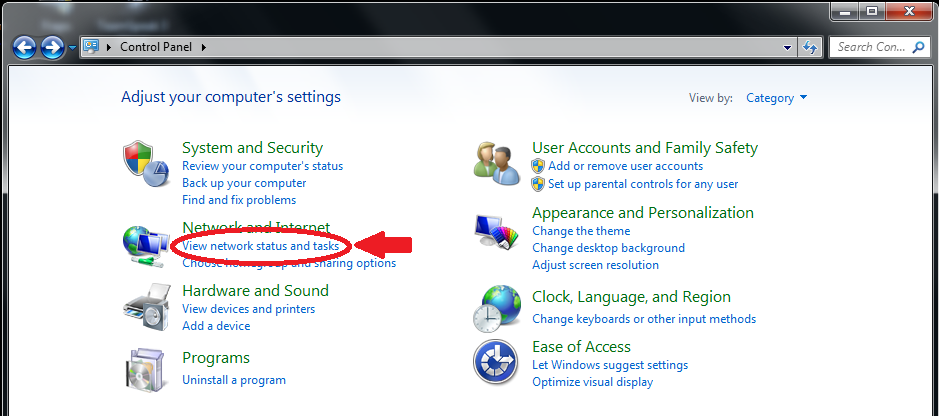 Control Panel
Search Con...
Adjust your computer's settings
View by: Category
System and Security
Review your computer's status
Back up your computer
Find and fix problems
Network and Internet
View network status and tasks
Choose homegroup and sharing options
Hardware and Sound
View devices and printers
Add a device
Programs
Uninstall a program
User Accounts and Family Safety
Add or remove user accounts
Set up parental controls for any user
Appearance and Personalization
Change the theme
Change desktop background
Adjust screen resolution
Clock, Language, and Region
Change keyboards or other input methods
Ease of Access
Let Windows suggest settings
Optimize visual display